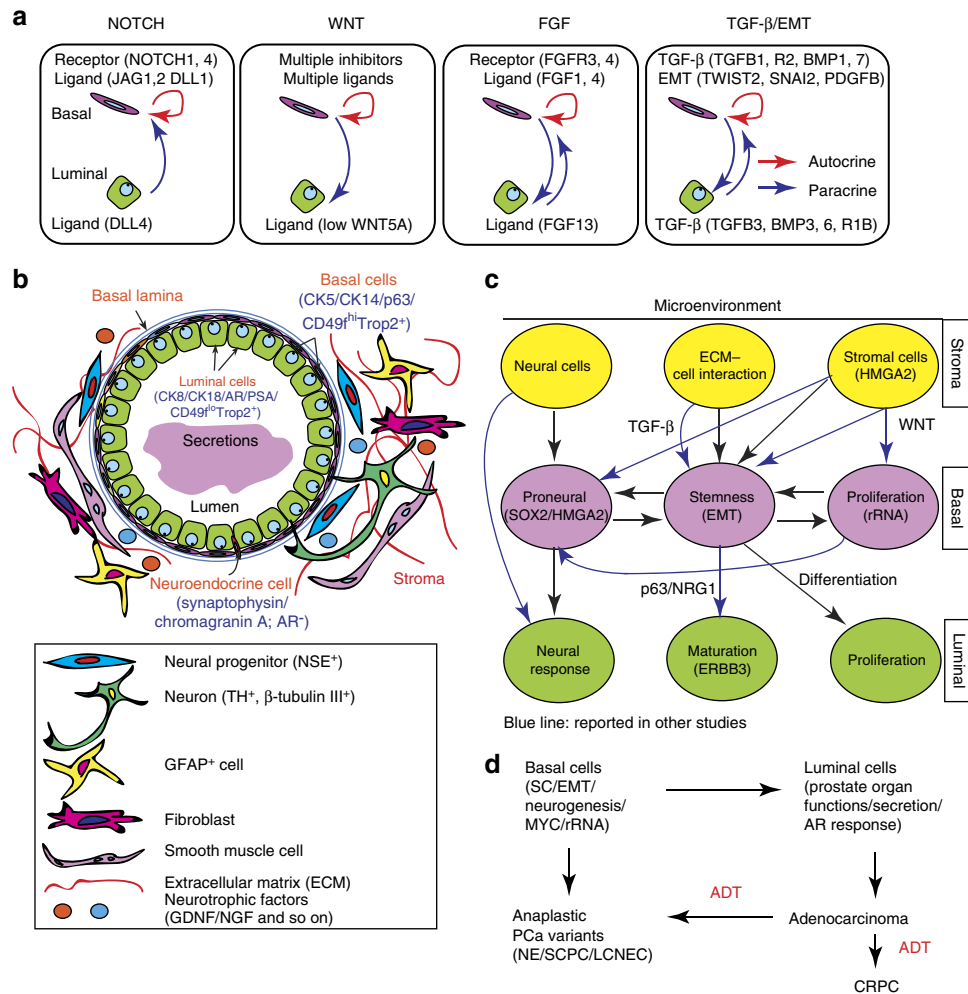 a
NOTCH
WNT
FGF
TGF-β/EMT
Receptor (NOTCH1, 4)
Ligand (JAG1,2 DLL1)
Basal
Luminal
Ligand (DLL4)
Multiple inhibitors
Multiple ligands
Ligand (low WNT5A)
Receptor (FGFR3, 4)
Ligand (FGF1, 4)
Ligand (FGF13)
TGF-β (TGFB1, R2, BMP1, 7)
EMT (TWIST2, SNAI2, PDGFB)
Autocrine
Paracrine
TGF-β (TGFB3, BMP3, 6, R1B)
b
Basal lamina
Basal cells
(CK5/CK14/p63/
CD49fʰⁱTrop2⁺)
Luminal cells
(CK8/CK18/AR/PSA/
CD49fˡᵒTrop2⁺)
Secretions
Lumen
Neuroendocrine cell
(synaptophysin/
chromagranin A; AR⁻)
Stroma
Neural progenitor (NSE⁺)
Neuron (TH⁺, β-tubulin III⁺)
GFAP⁺ cell
Fibroblast
Smooth muscle cell
Extracellular matrix (ECM)
Neurotrophic factors
(GDNF/NGF and so on)
c
Microenvironment
Neural cells
ECM–
cell interaction
Stromal cells
(HMGA2)
Stroma
TGF-β
WNT
Proneural
(SOX2/HMGA2)
Stemness
(EMT)
Proliferation
(rRNA)
Basal
p63/NRG1
Differentiation
Neural
response
Maturation
(ERBB3)
Proliferation
Luminal
Blue line: reported in other studies
d
Basal cells
(SC/EMT/
neurogenesis/
MYC/rRNA)
Luminal cells
(prostate organ
functions/secretion/
AR response)
Anaplastic
PCa variants
(NE/SCPC/LCNEC)
ADT
Adenocarcinoma
ADT
CRPC